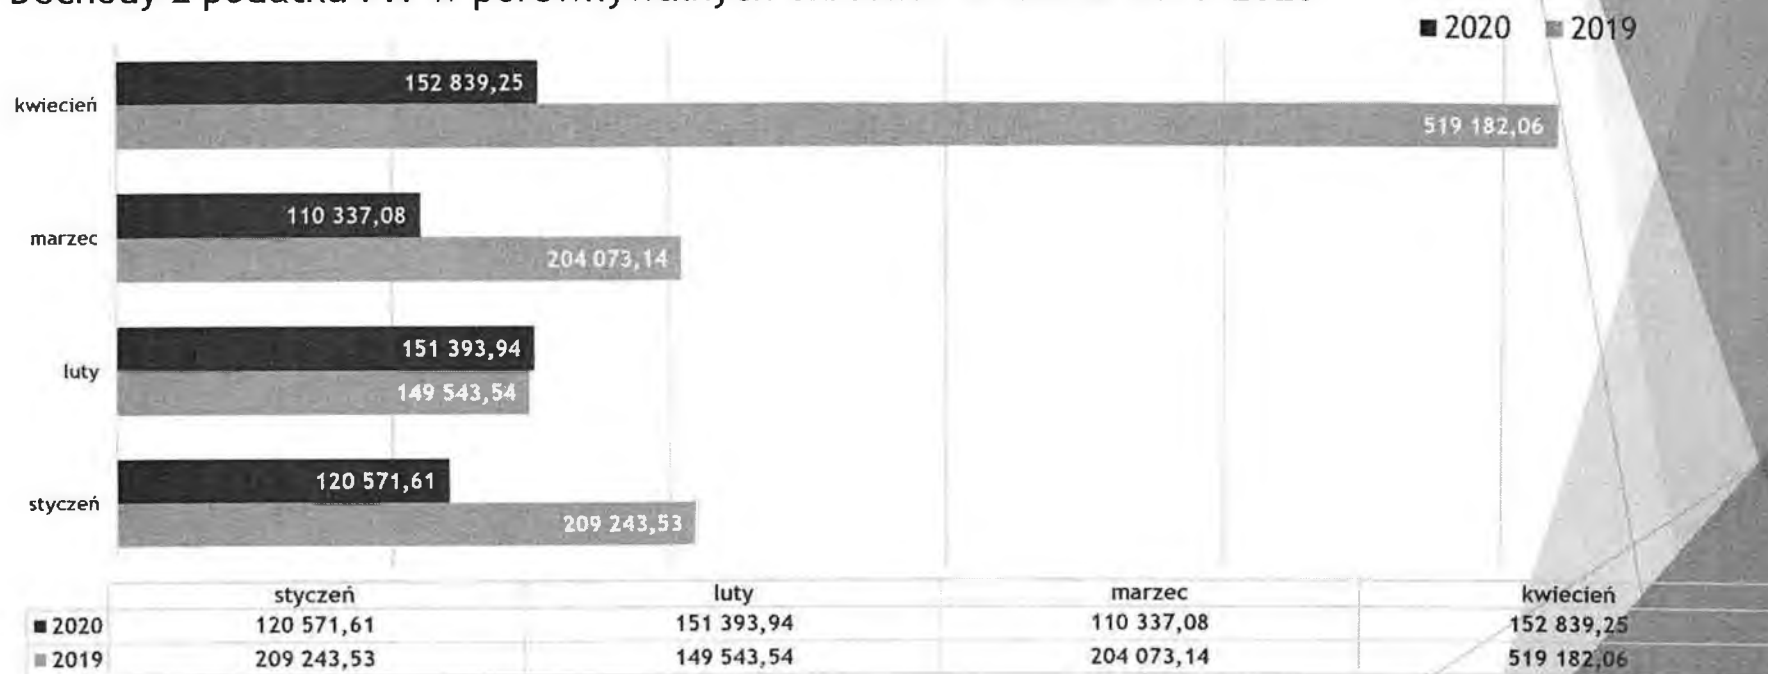 ■ 2020 ■ 2019
kwiecień
152 839,25
519 182,06
marzec
110 337,08
204 073,14
luty
151 393,94
149 543,54
styczeń
120 571,61
209 243,53
styczeń luty marzec kwiecień
■ 2020 120 571,61 151 393,94 110 337,08 152 839,25
■ 2019 209 243,53 149 543,54 204 073,14 519 182,06